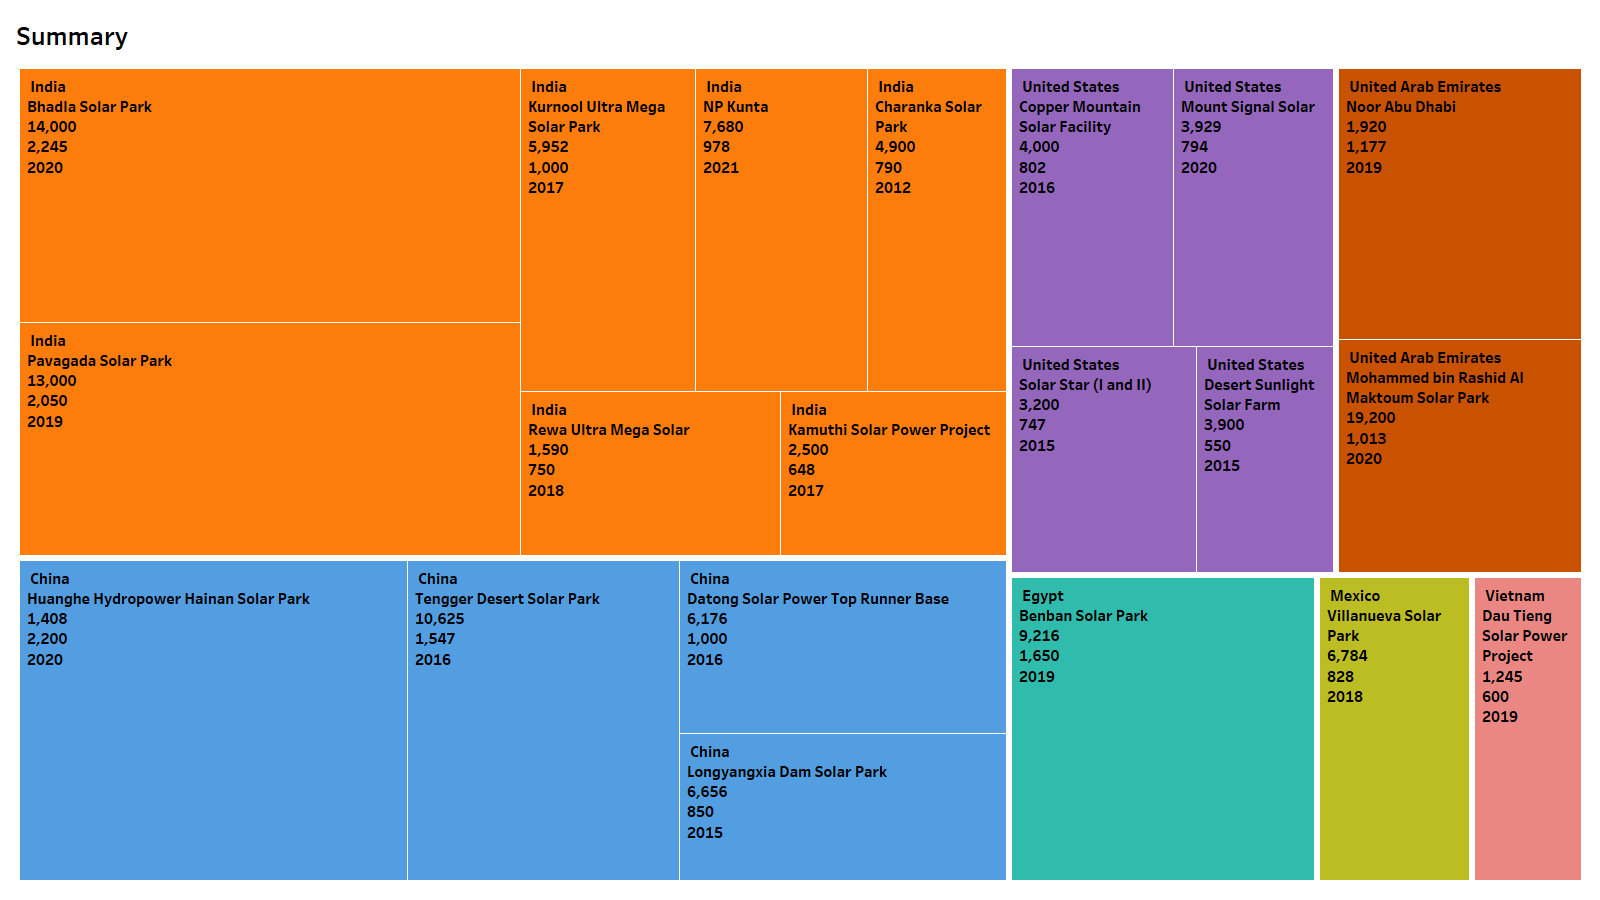 Summary
India
Bhadla Solar Park
14,000
2,245
2020
India
Kurnool Ultra Mega
Solar Park
5,952
1,000
2017
India
NP Kunta
7,680
978
2021
India
Charanka Solar
Park
4,900
790
2012
India
Pavagada Solar Park
13,000
2,050
2019
India
Rewa Ultra Mega Solar
1,590
750
2018
India
Kamuthi Solar Power Project
2,500
648
2017
United States
Copper Mountain
Solar Facility
4,000
802
2016
United States
Mount Signal Solar
3,929
794
2020
United States
Solar Star (I and II)
3,200
747
2015
United States
Desert Sunlight
Solar Farm
3,900
550
2015
United Arab Emirates
Noor Abu Dhabi
1,920
1,177
2019
United Arab Emirates
Mohammed bin Rashid Al
Maktoum Solar Park
19,200
1,013
2020
China
Huanghe Hydropower Hainan Solar Park
1,408
2,200
2020
China
Tengger Desert Solar Park
10,625
1,547
2016
China
Datong Solar Power Top Runner Base
6,176
1,000
2016
China
Longyangxia Dam Solar Park
6,656
850
2015
Egypt
Benban Solar Park
9,216
1,650
2019
Mexico
Villanueva Solar
Park
6,784
828
2018
Vietnam
Dau Tieng
Solar Power
Project
1,245
600
2019